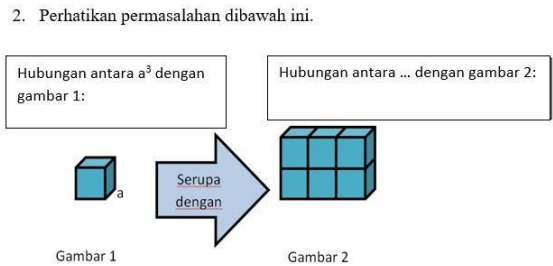 2. Perhatikan permasalahan dibawah ini.
Hubungan antara a³ dengan
gambar 1:
Hubungan antara ... dengan gambar 2:
a
Serupa
dengan
Gambar 1
Gambar 2